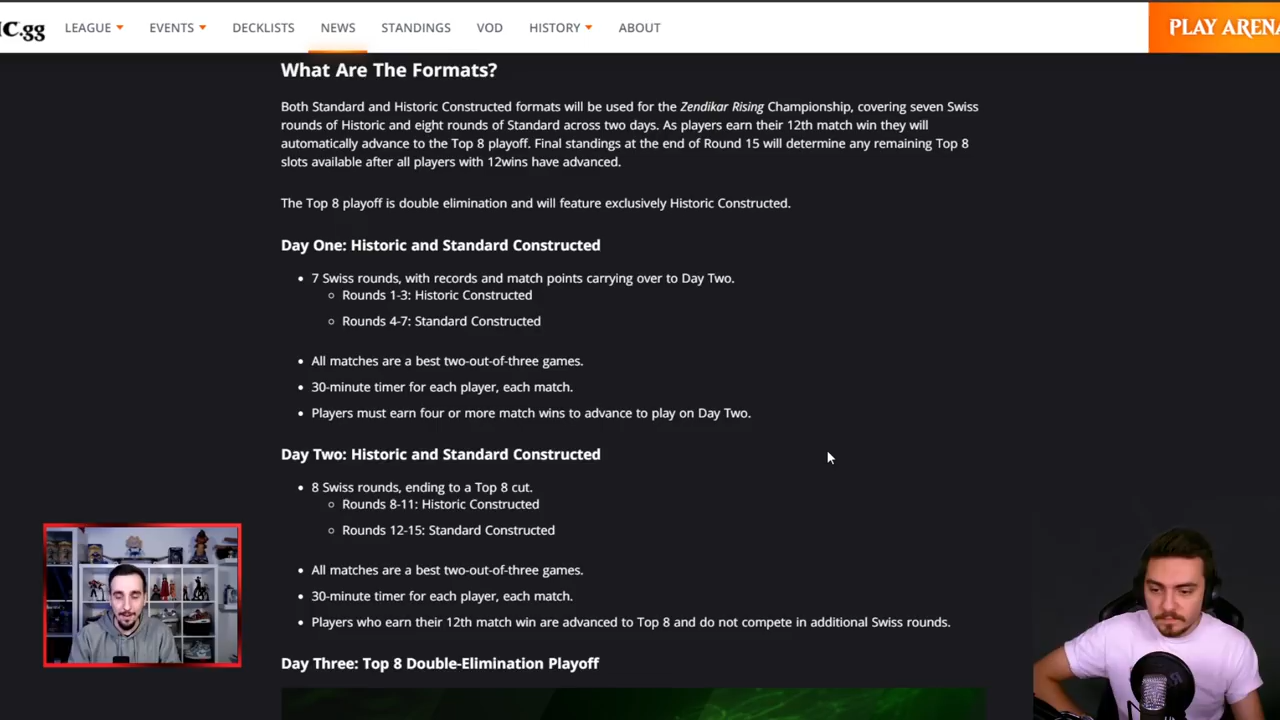 IC.gg LEAGUE EVENTS DECKLISTS NEWS STANDINGS VOD HISTORY ABOUT PLAY ARENA
What Are The Formats?
Both Standard and Historic Constructed formats will be used for the Zendikar Rising Championship, covering seven Swiss
rounds of Historic and eight rounds of Standard across two days. As players earn their 12th match win they will
automatically advance to the Top 8 playoff. Final standings at the end of Round 15 will determine any remaining Top 8
slots available after all players with 12wins have advanced.
The Top 8 playoff is double elimination and will feature exclusively Historic Constructed.
Day One: Historic and Standard Constructed
• 7 Swiss rounds, with records and match points carrying over to Day Two.
○ Rounds 1-3: Historic Constructed
○ Rounds 4-7: Standard Constructed
• All matches are a best two-out-of-three games.
• 30-minute timer for each player, each match.
• Players must earn four or more match wins to advance to play on Day Two.
Day Two: Historic and Standard Constructed
• 8 Swiss rounds, ending to a Top 8 cut.
○ Rounds 8-11: Historic Constructed
○ Rounds 12-15: Standard Constructed
• All matches are a best two-out-of-three games.
• 30-minute timer for each player, each match.
• Players who earn their 12th match win are advanced to Top 8 and do not compete in additional Swiss rounds.
Day Three: Top 8 Double-Elimination Playoff